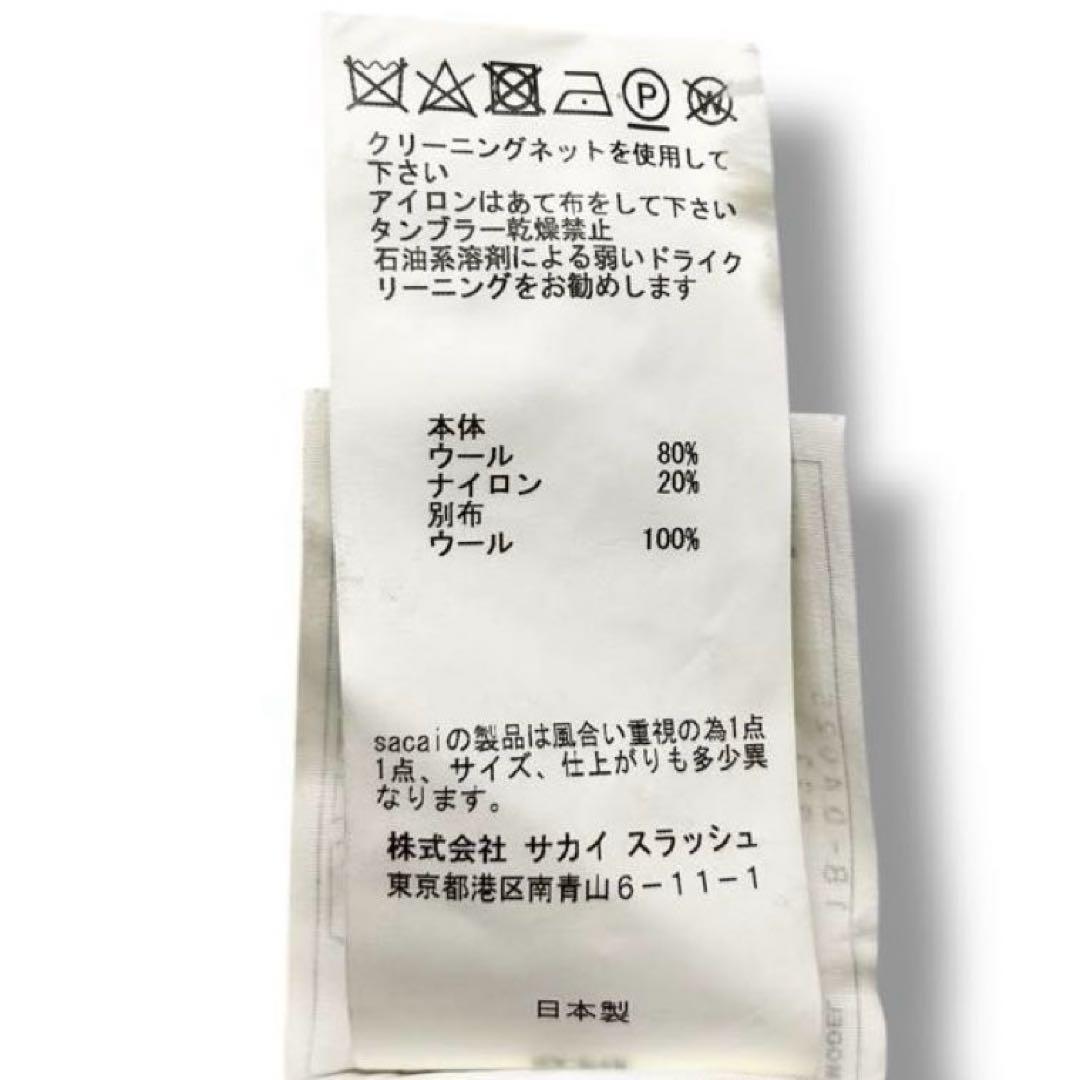 P W
クリーニングネットを使用して
下さい
アイロンはあて布をして下さい
タンブラー乾燥禁止
石油系溶剤による弱いドライク
リーニングをお勧めします
本体
ウール 80%
ナイロン 20%
別布
ウール 100%
sacaiの製品は風合い重視の為1点
1点、サイズ、仕上がりも多少異
なります。
株式会社 サカイ スラッシュ
東京都港区南青山6-11-1
日本製
MODEL